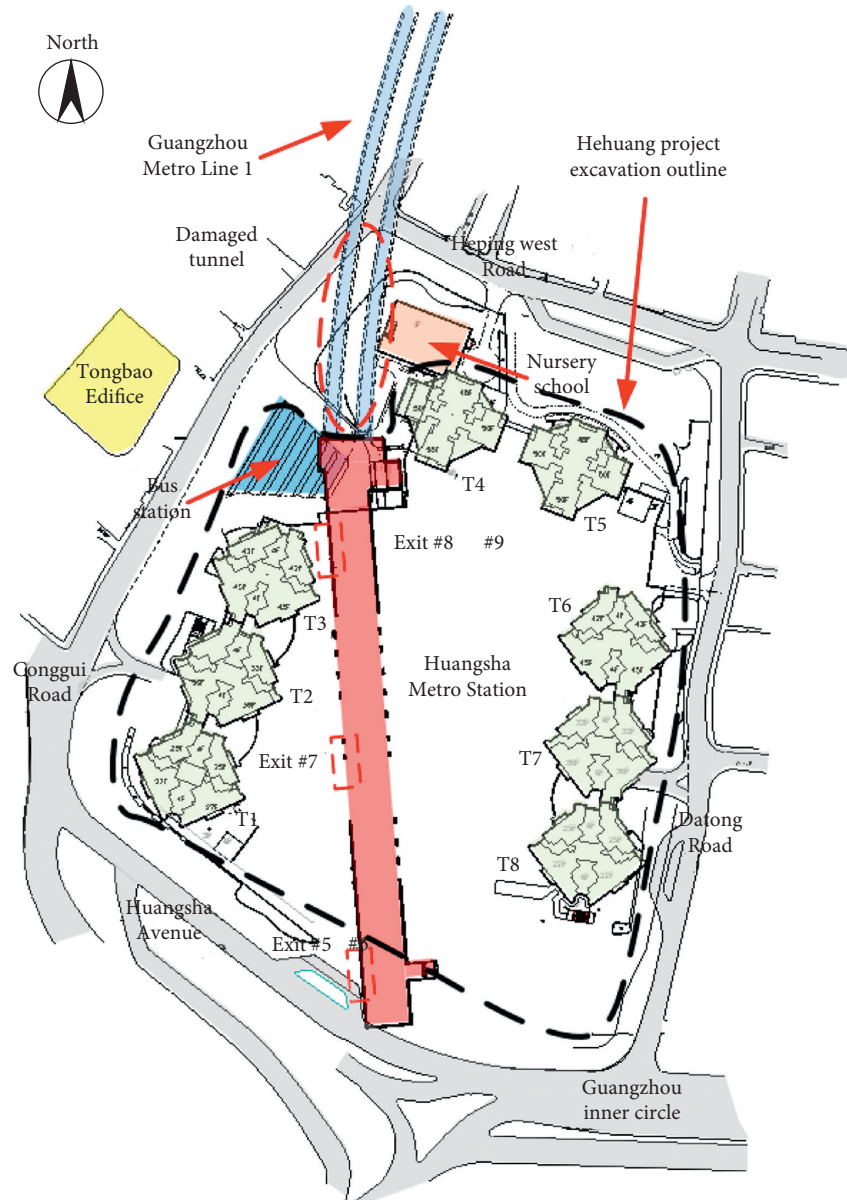 North
Guangzhou
Metro Line 1
Hehuang project
excavation outline
Damaged
tunnel
Heping west
Road
Tongbao
Edifice
Nursery
school
Bus
station
T4
T5
Exit #8
#9
T6
T3
Conggui
Road
T2
Huangsha
Metro Station
Exit #7
T7
T1
Datong
Road
T8
Huangsha
Avenue
Exit #5
#6
Guangzhou
inner circle